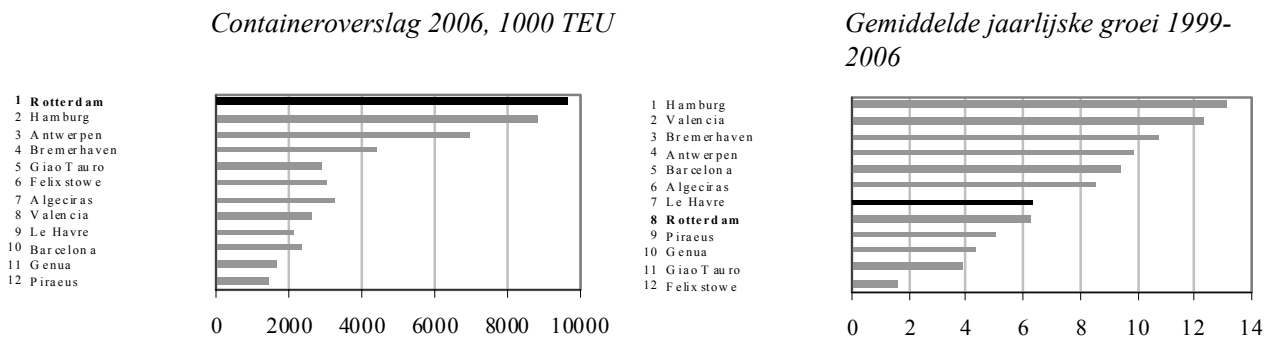 Containeroverslag 2006, 1000 TEU
1 Rotterdam
2 Hamburg
3 Antwerpen
4 Bremerhaven
5 Giao Tauro
6 Felixstowe
7 Algeciras
8 Valencia
9 Le Havre
10 Barcelona
11 Genua
12 Piraeus
0 2000 4000 6000 8000 10000
Gemiddelde jaarlijske groei 1999-
2006
1 Hamburg
2 Valencia
3 Bremerhaven
4 Antwerpen
5 Barcelona
6 Algeciras
7 Le Havre
8 Rotterdam
9 Piraeus
10 Genua
11 Giao Tauro
12 Felixstowe
0 2 4 6 8 10 12 14